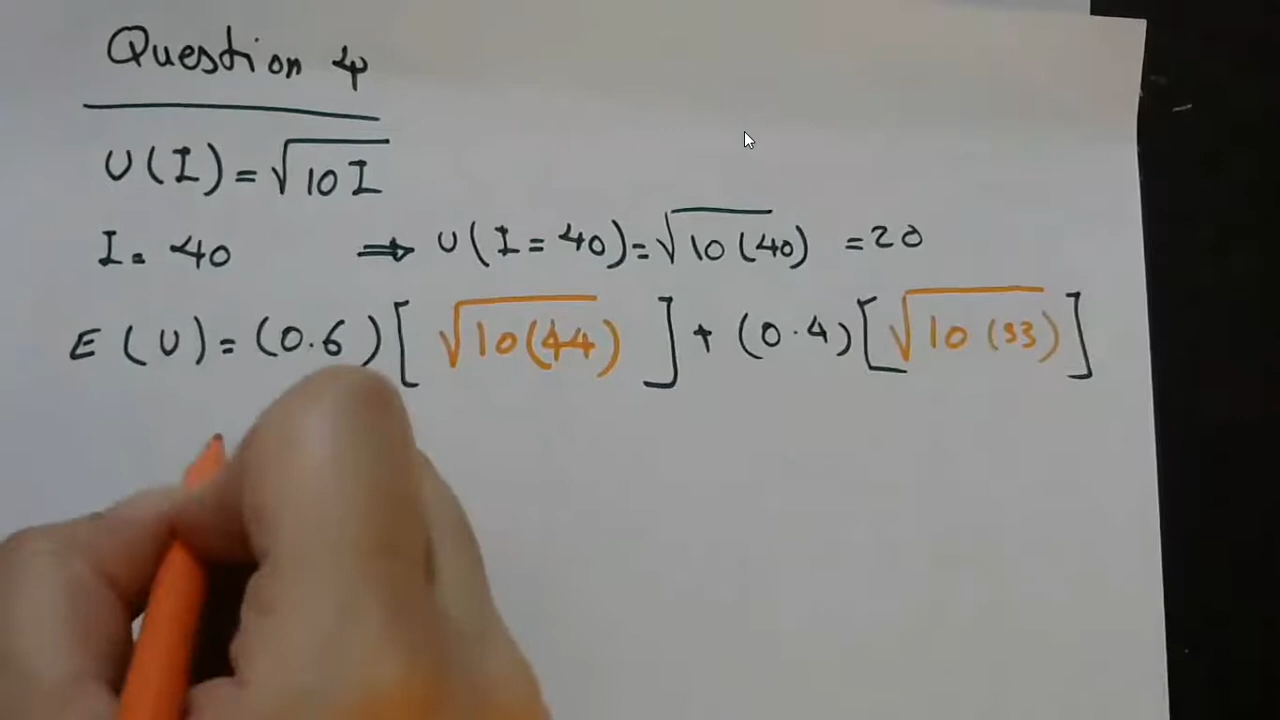 Question 4
U(I)=√10I
I = 40 ⇒ U(I=40)=√10(40) =20
E(U)=(0.6)[√10(44)]+(0.4)[√10(33)]